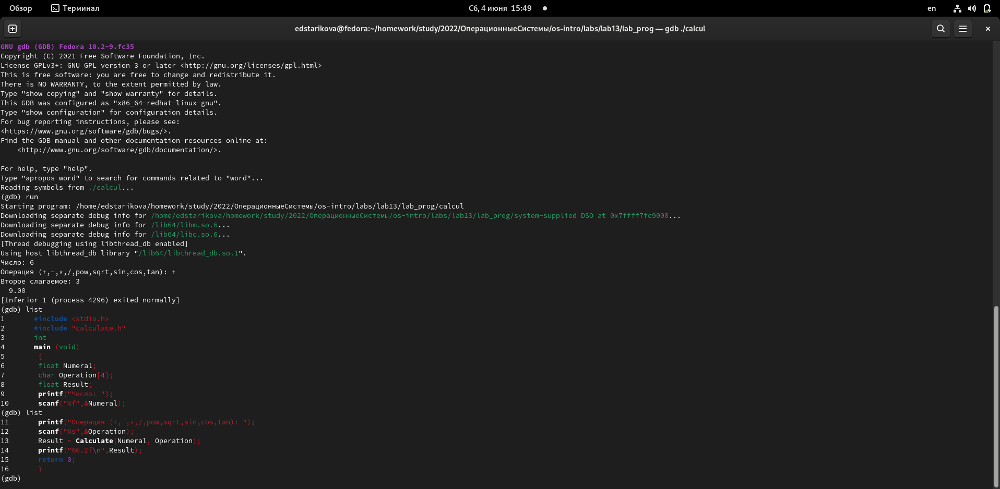 Обзор Терминал Сб, 4 июня 15:49 en
edstarikova@fedora:~/homework/study/2022/ОперационныеСистемы/os-intro/labs/lab13/lab_prog — gdb ./calcul
GNU gdb (GDB) Fedora 10.2-9.fc35
Copyright (C) 2021 Free Software Foundation, Inc.
License GPLv3+: GNU GPL version 3 or later <http://gnu.org/licenses/gpl.html>
This is free software: you are free to change and redistribute it.
There is NO WARRANTY, to the extent permitted by law.
Type "show copying" and "show warranty" for details.
This GDB was configured as "x86_64-redhat-linux-gnu".
Type "show configuration" for configuration details.
For bug reporting instructions, please see:
<https://www.gnu.org/software/gdb/bugs/>.
Find the GDB manual and other documentation resources online at:
    <http://www.gnu.org/software/gdb/documentation/>.

For help, type "help".
Type "apropos word" to search for commands related to "word"...
Reading symbols from ./calcul...
(gdb) run
Starting program: /home/edstarikova/homework/study/2022/ОперационныеСистемы/os-intro/labs/lab13/lab_prog/calcul
Downloading separate debug info for /home/edstarikova/homework/study/2022/ОперационныеСистемы/os-intro/labs/lab13/lab_prog/system-supplied DSO at 0x7ffff7fc9000...
Downloading separate debug info for /lib64/libm.so.6...
Downloading separate debug info for /lib64/libc.so.6...
[Thread debugging using libthread_db enabled]
Using host libthread_db library "/lib64/libthread_db.so.1".
Число: 6
Операция (+,-,*,/,pow,sqrt,sin,cos,tan): +
Второе слагаемое: 3
  9.00
[Inferior 1 (process 4296) exited normally]
(gdb) list
1       #include <stdio.h>
2       #include "calculate.h"
3       int
4       main (void)
5        {
6        float Numeral;
7        char Operation[4];
8        float Result;
9        printf("Число: ");
10       scanf("%f",&Numeral);
(gdb) list
11       printf("Операция (+,-,*,/,pow,sqrt,sin,cos,tan): ");
12       scanf("%s",&Operation);
13       Result = Calculate(Numeral, Operation);
14       printf("%6.2f\n",Result);
15       return 0;
16       }
(gdb)